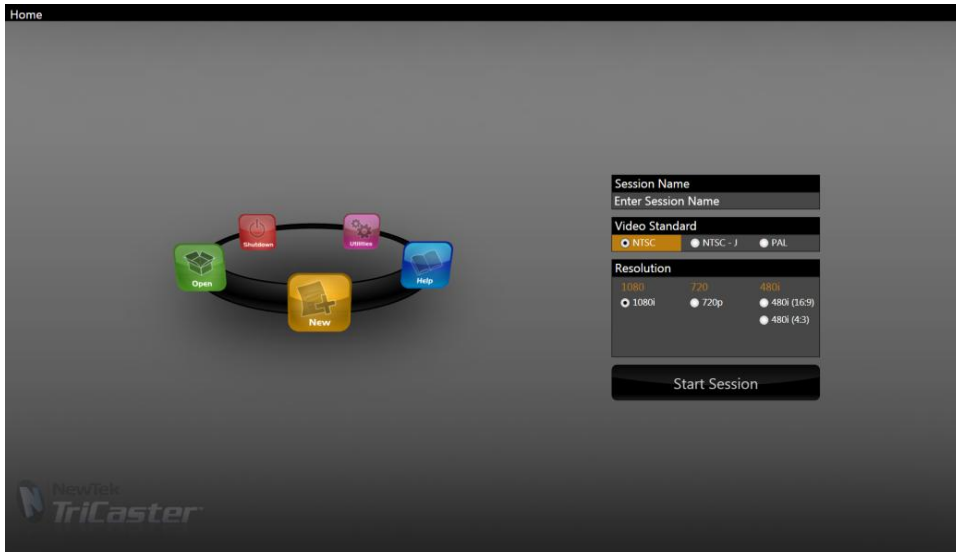 Home
Shutdown
Utilities
Open
Help
New
Session Name
Enter Session Name
Video Standard
NTSC NTSC - J PAL
Resolution
1080 720 480i
1080i 720p 480i (16:9)
480i (4:3)
Start Session
NewTek
TriCaster